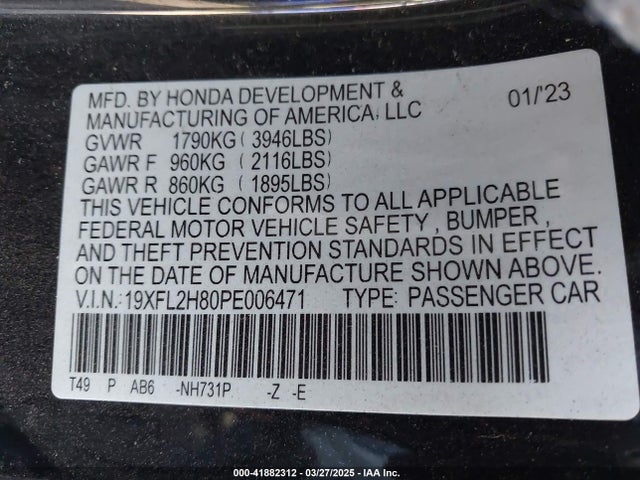 MFD. BY HONDA DEVELOPMENT & 01/'23
MANUFACTURING OF AMERICA, LLC
GVWR 1790KG ( 3946LBS)
GAWR F 960KG ( 2116LBS)
GAWR R 860KG ( 1895LBS)
THIS VEHICLE CONFORMS TO ALL APPLICABLE
FEDERAL MOTOR VEHICLE SAFETY , BUMPER ,
AND THEFT PREVENTION STANDARDS IN EFFECT
ON THE DATE OF MANUFACTURE SHOWN ABOVE.
V.I.N.:19XFL2H80PE006471 TYPE: PASSENGER CAR
T49 P AB6 -NH731P -Z -E
000-41882312 | 03/27/2025 | IAA Inc.